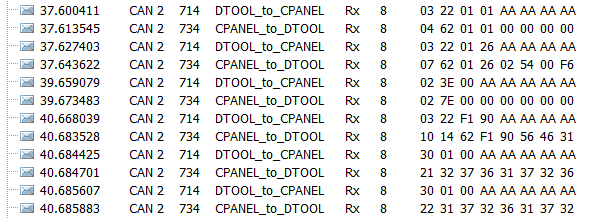 37.600411 CAN 2 714 DTOOL_to_CPANEL Rx 8 03 22 01 01 AA AA AA AA
37.613545 CAN 2 734 CPANEL_to_DTOOL Rx 8 04 62 01 01 00 00 00 00
37.627403 CAN 2 714 DTOOL_to_CPANEL Rx 8 03 22 01 26 AA AA AA AA
37.643622 CAN 2 734 CPANEL_to_DTOOL Rx 8 07 62 01 26 02 54 00 F6
39.659079 CAN 2 714 DTOOL_to_CPANEL Rx 8 02 3E 00 AA AA AA AA AA
39.673483 CAN 2 734 CPANEL_to_DTOOL Rx 8 02 7E 00 00 00 00 00 00
40.668039 CAN 2 714 DTOOL_to_CPANEL Rx 8 03 22 F1 90 AA AA AA AA
40.683528 CAN 2 734 CPANEL_to_DTOOL Rx 8 10 14 62 F1 90 56 46 31
40.684425 CAN 2 714 DTOOL_to_CPANEL Rx 8 30 01 00 AA AA AA AA AA
40.684701 CAN 2 734 CPANEL_to_DTOOL Rx 8 21 32 37 36 31 37 32 36
40.685607 CAN 2 714 DTOOL_to_CPANEL Rx 8 30 01 00 AA AA AA AA AA
40.685883 CAN 2 734 CPANEL_to_DTOOL Rx 8 22 31 37 32 36 31 37 32